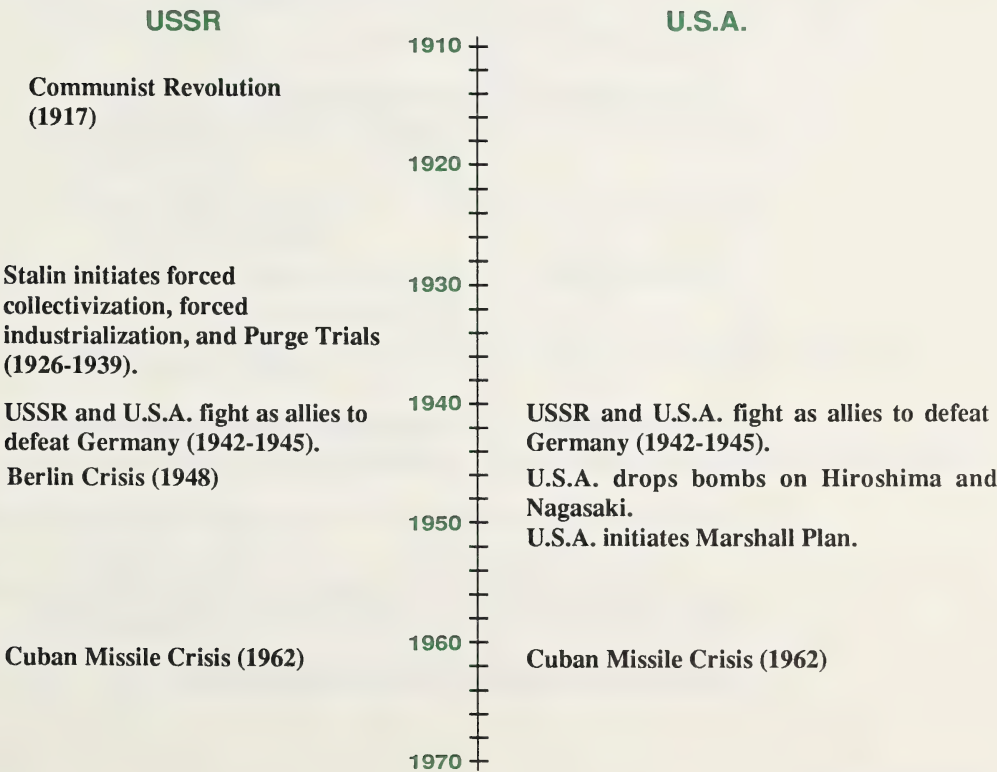 USSR
U.S.A.
1910
Communist Revolution
(1917)
1920
Stalin initiates forced
collectivization, forced
industrialization, and Purge Trials
(1926-1939).
1930
1940
USSR and U.S.A. fight as allies to
defeat Germany (1942-1945).
Berlin Crisis (1948)
USSR and U.S.A. fight as allies to defeat
Germany (1942-1945).
U.S.A. drops bombs on Hiroshima and
Nagasaki.
U.S.A. initiates Marshall Plan.
1950
1960
Cuban Missile Crisis (1962)
Cuban Missile Crisis (1962)
1970